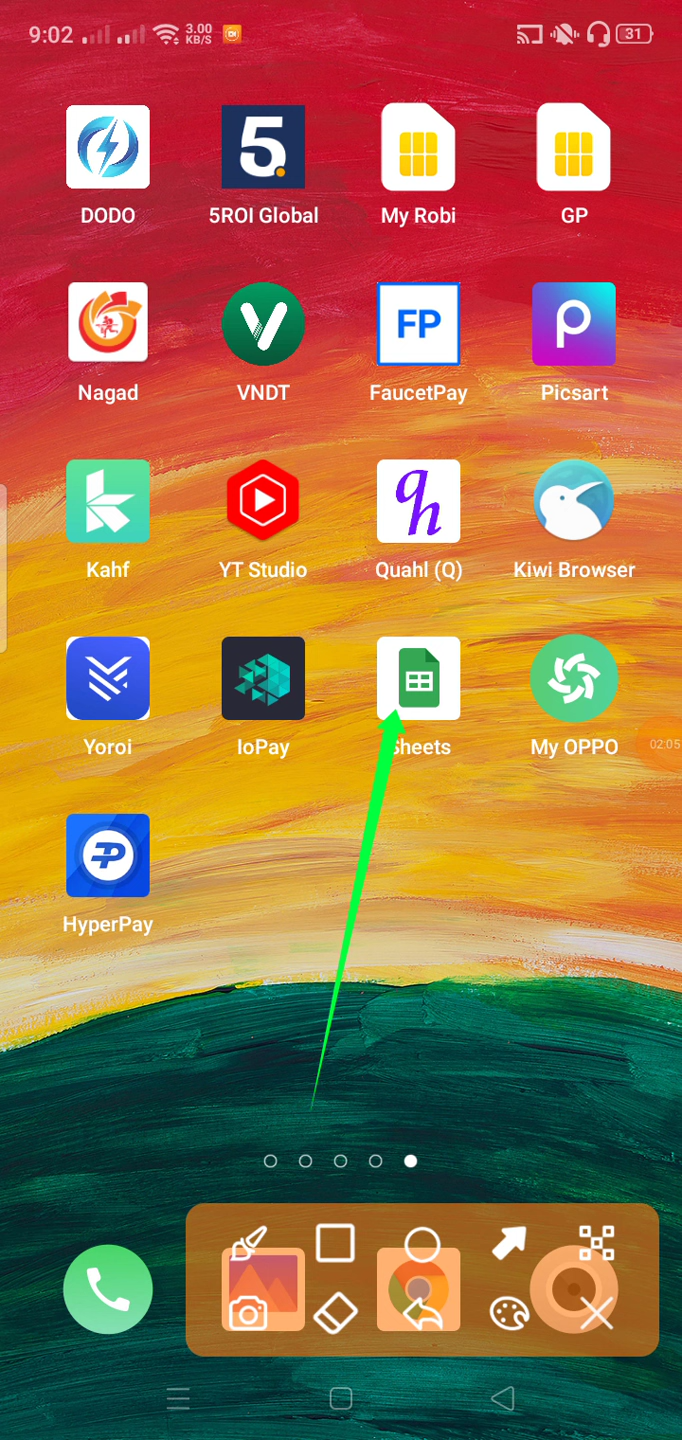 9:02 3.00 KB/S 31
DODO 5ROI Global My Robi GP
Nagad VNDT FaucetPay Picsart
Kahf YT Studio Quahl (Q) Kiwi Browser
Yoroi IoPay Sheets My OPPO
02:05
HyperPay